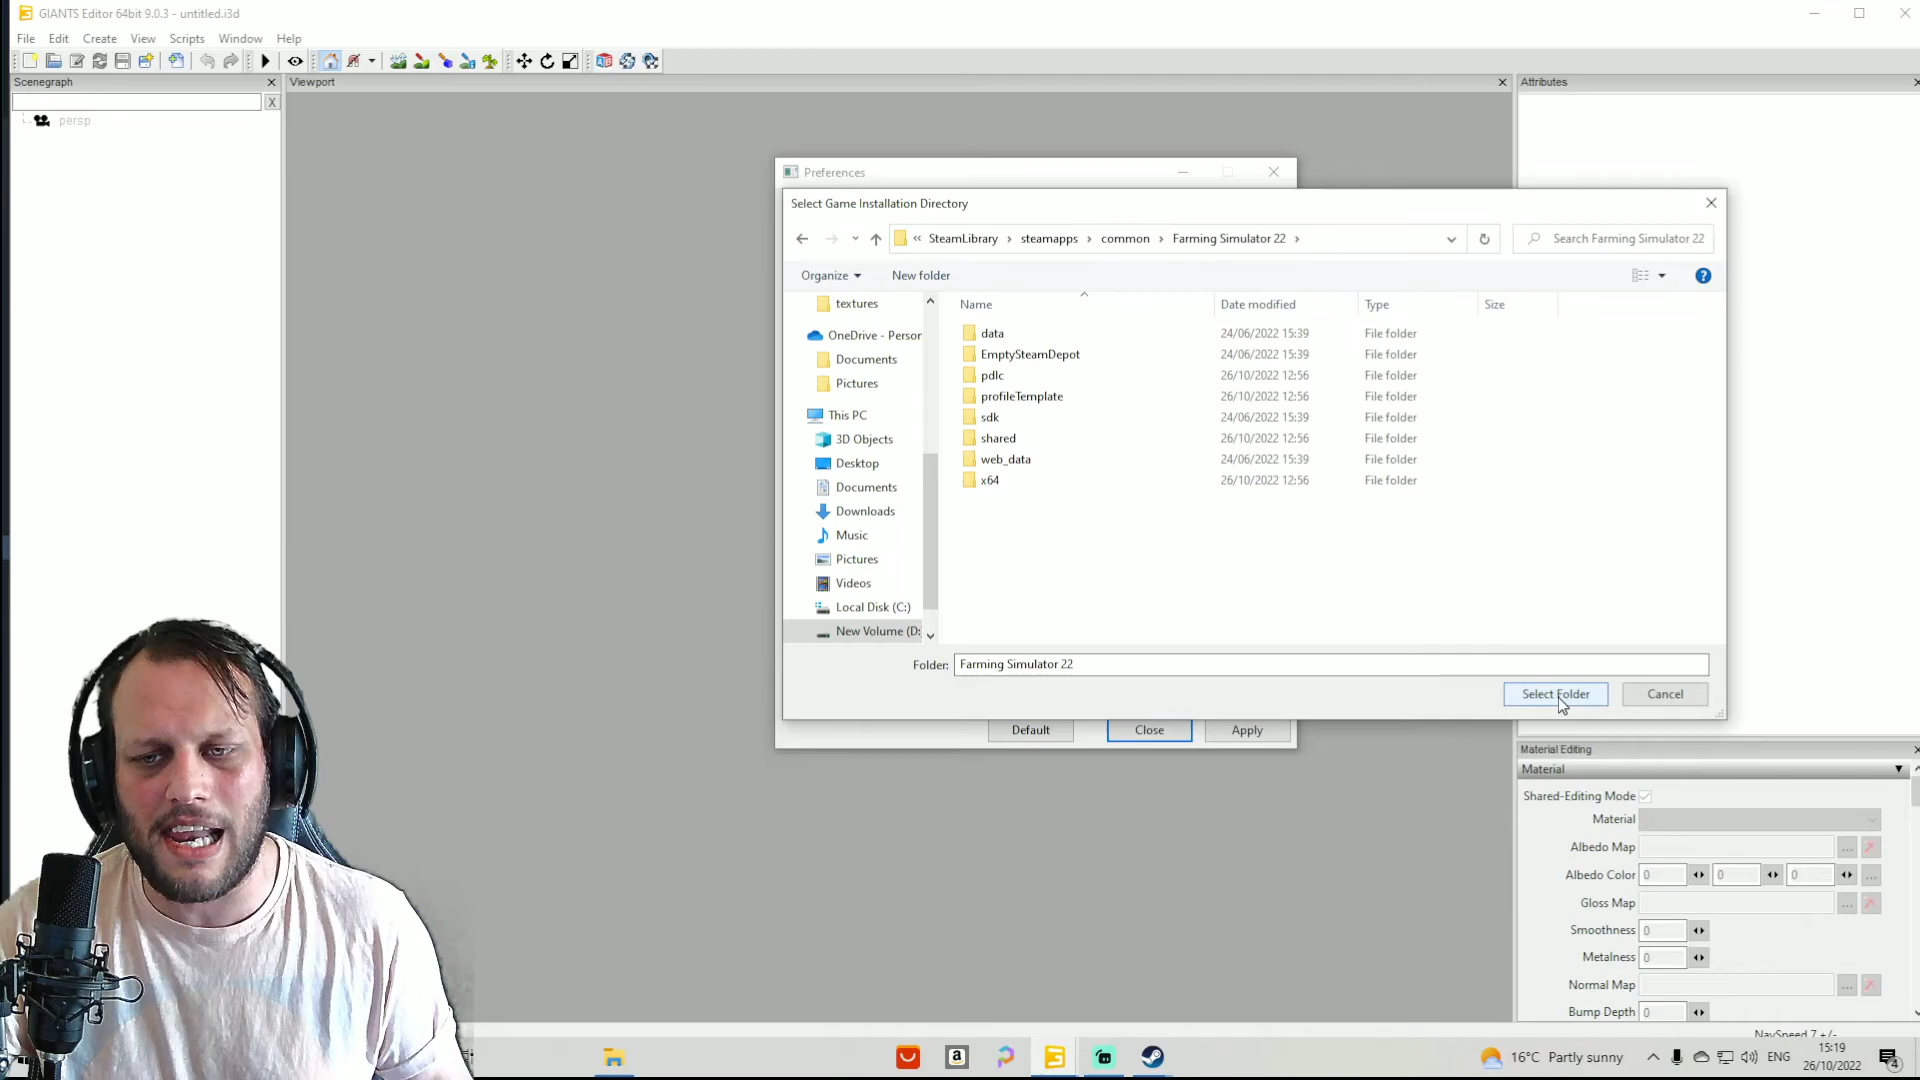 GIANTS Editor 64bit 9.0.3 - untitled.i3d
File Edit Create View Scripts Window Help
Scenegraph
Viewport
Attributes
X
persp
Preferences
Select Game Installation Directory
« SteamLibrary › steamapps › common › Farming Simulator 22 ›
Search Farming Simulator 22
Organize
New folder
Name Date modified Type Size
textures
OneDrive - Person
Documents
Pictures
This PC
3D Objects
Desktop
Documents
Downloads
Music
Pictures
Videos
Local Disk (C:)
New Volume (D:
data 24/06/2022 15:39 File folder
EmptySteamDepot 24/06/2022 15:39 File folder
pdlc 26/10/2022 12:56 File folder
profileTemplate 26/10/2022 12:56 File folder
sdk 24/06/2022 15:39 File folder
shared 26/10/2022 12:56 File folder
web_data 24/06/2022 15:39 File folder
x64 26/10/2022 12:56 File folder
Folder: Farming Simulator 22
Select Folder
Cancel
Default Close Apply
Material Editing
Material
Shared-Editing Mode
Material
Albedo Map ...
Albedo Color 0 0 0 ...
Gloss Map ...
Smoothness 0
Metalness 0
Normal Map ...
Bump Depth 0
NavSpeed 7 +/-
16°C Partly sunny
ENG
15:19
26/10/2022
4